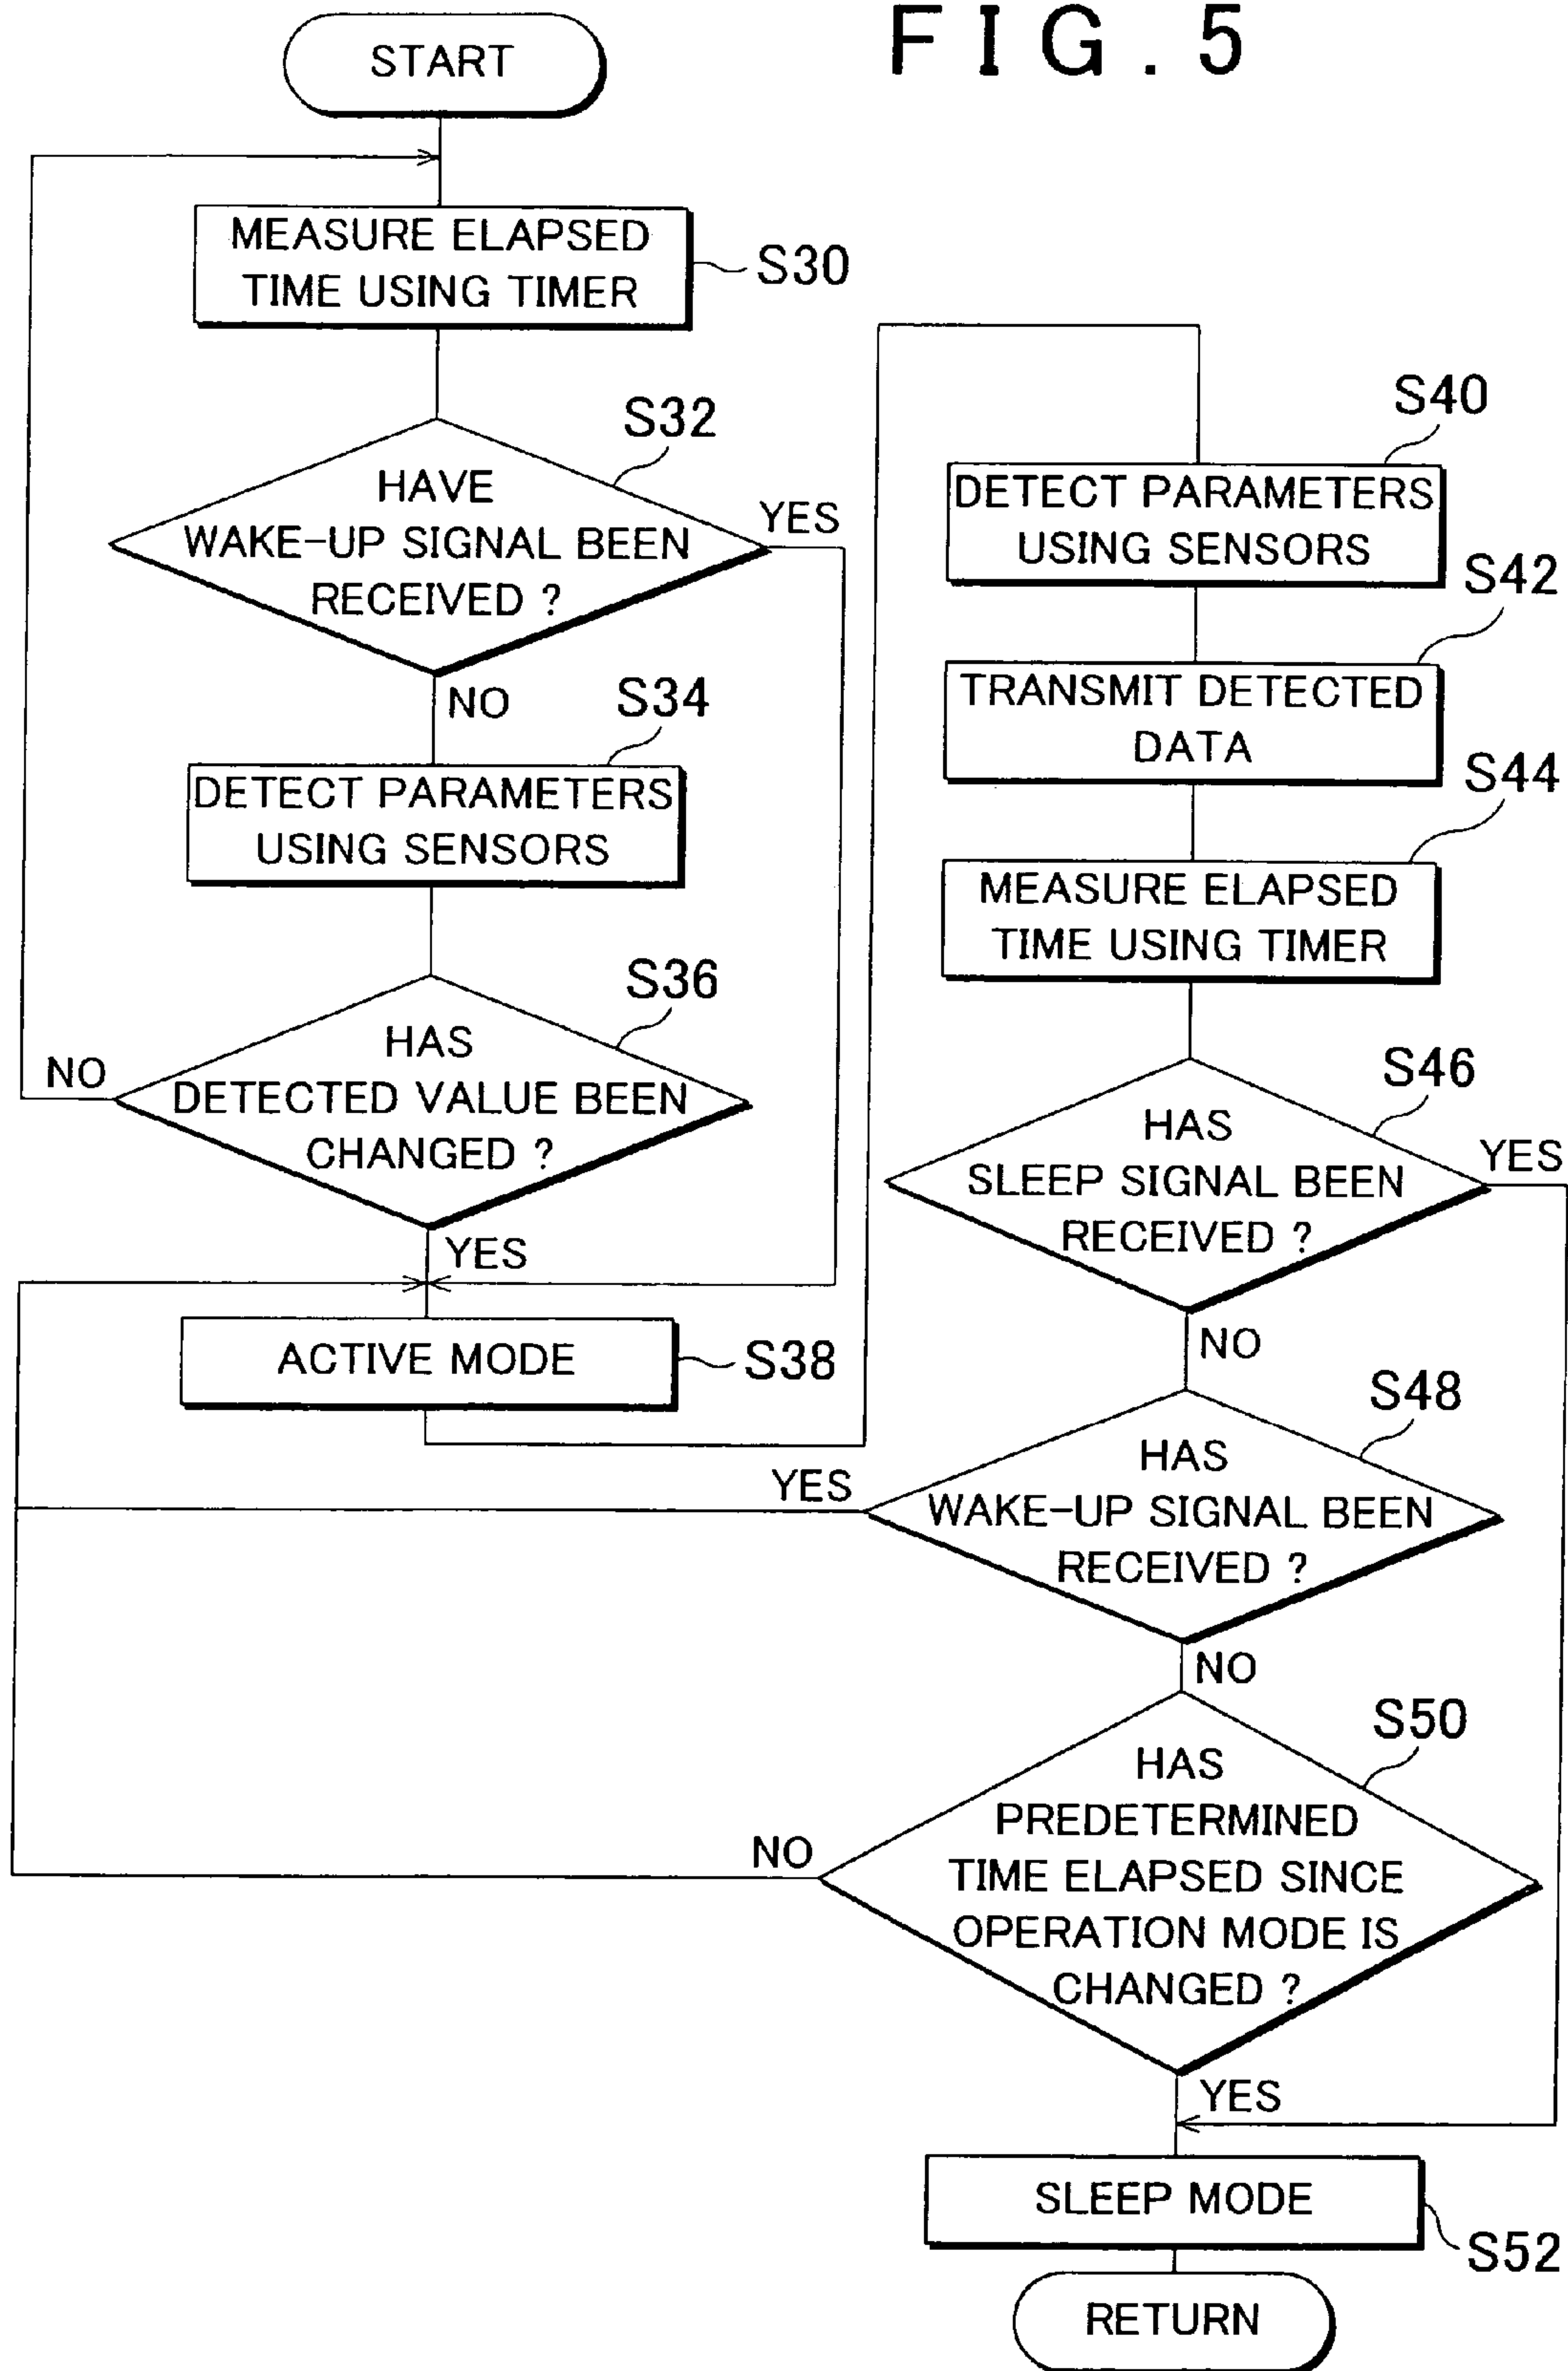 FIG. 5
START
MEASURE ELAPSED
TIME USING TIMER
S30
S32
HAVE
WAKE-UP SIGNAL BEEN
RECEIVED ?
YES
NO
S34
DETECT PARAMETERS
USING SENSORS
S36
HAS
DETECTED VALUE BEEN
CHANGED ?
NO
YES
ACTIVE MODE
S38
S40
DETECT PARAMETERS
USING SENSORS
S42
TRANSMIT DETECTED
DATA
S44
MEASURE ELAPSED
TIME USING TIMER
S46
HAS
SLEEP SIGNAL BEEN
RECEIVED ?
YES
NO
S48
HAS
WAKE-UP SIGNAL BEEN
RECEIVED ?
YES
NO
S50
HAS
PREDETERMINED
TIME ELAPSED SINCE
OPERATION MODE IS
CHANGED ?
NO
YES
SLEEP MODE
S52
RETURN